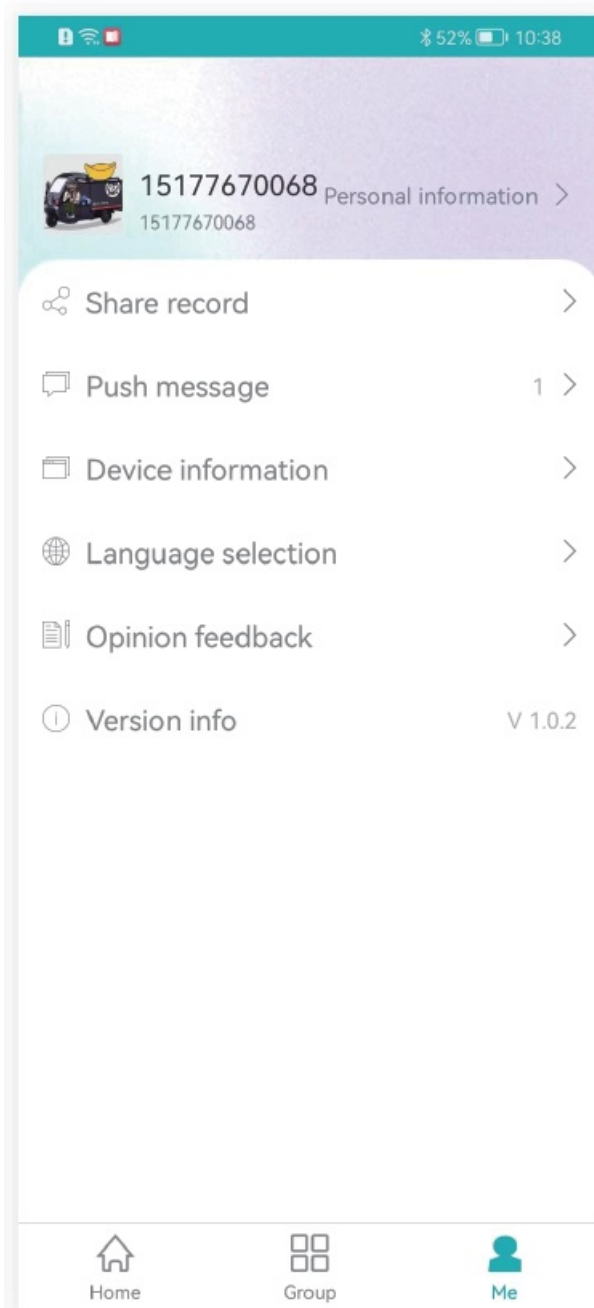 52% 10:38
15177670068 Personal information
15177670068
Share record
Push message 1
Device information
Language selection
Opinion feedback
Version info V 1.0.2
Home Group Me